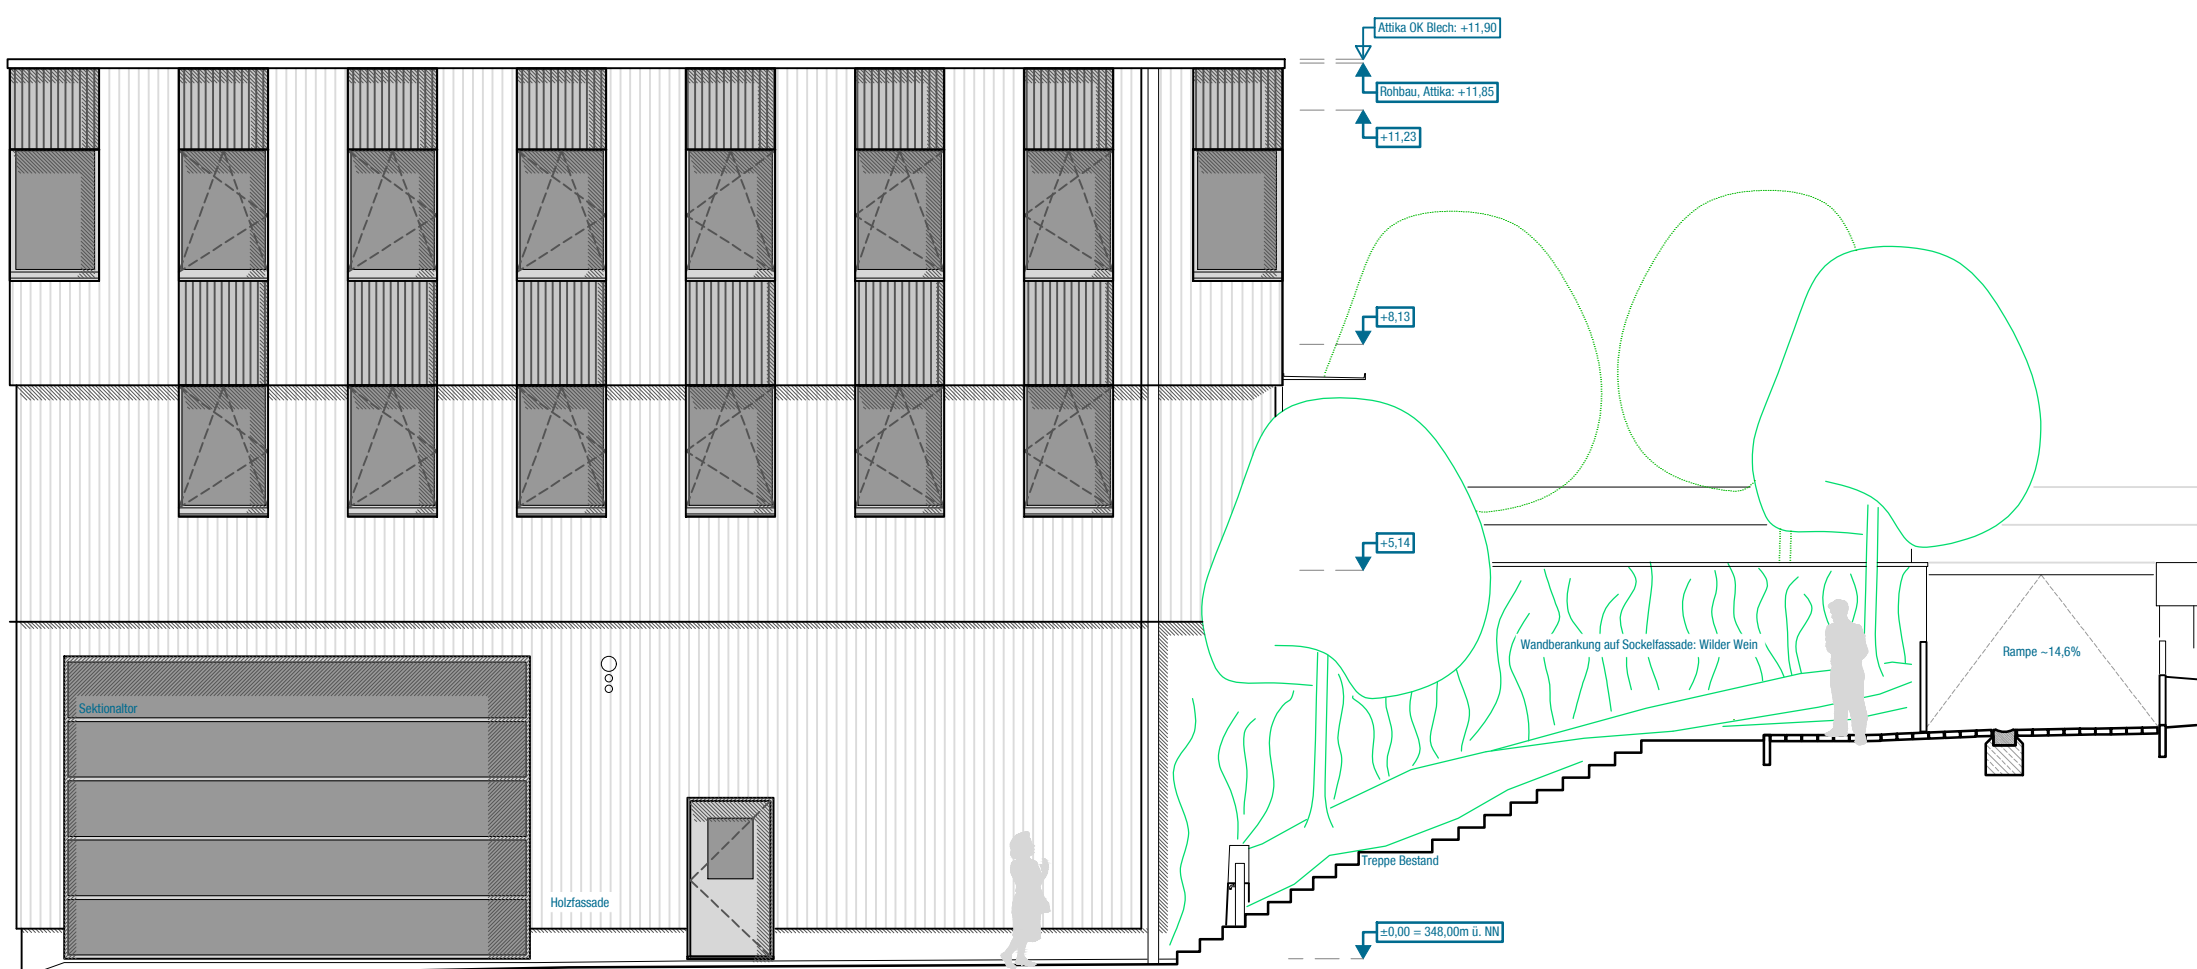 Attika OK Blech: +11,90
Rohbau, Attika: +11,85
+11,23
+8,13
+5,14
Wandberankung auf Sockelfassade: Wilder Wein
Rampe ~14,6%
Sektionaltor
Treppe Bestand
Holzfassade
±0,00 = 348,00m ü. NN